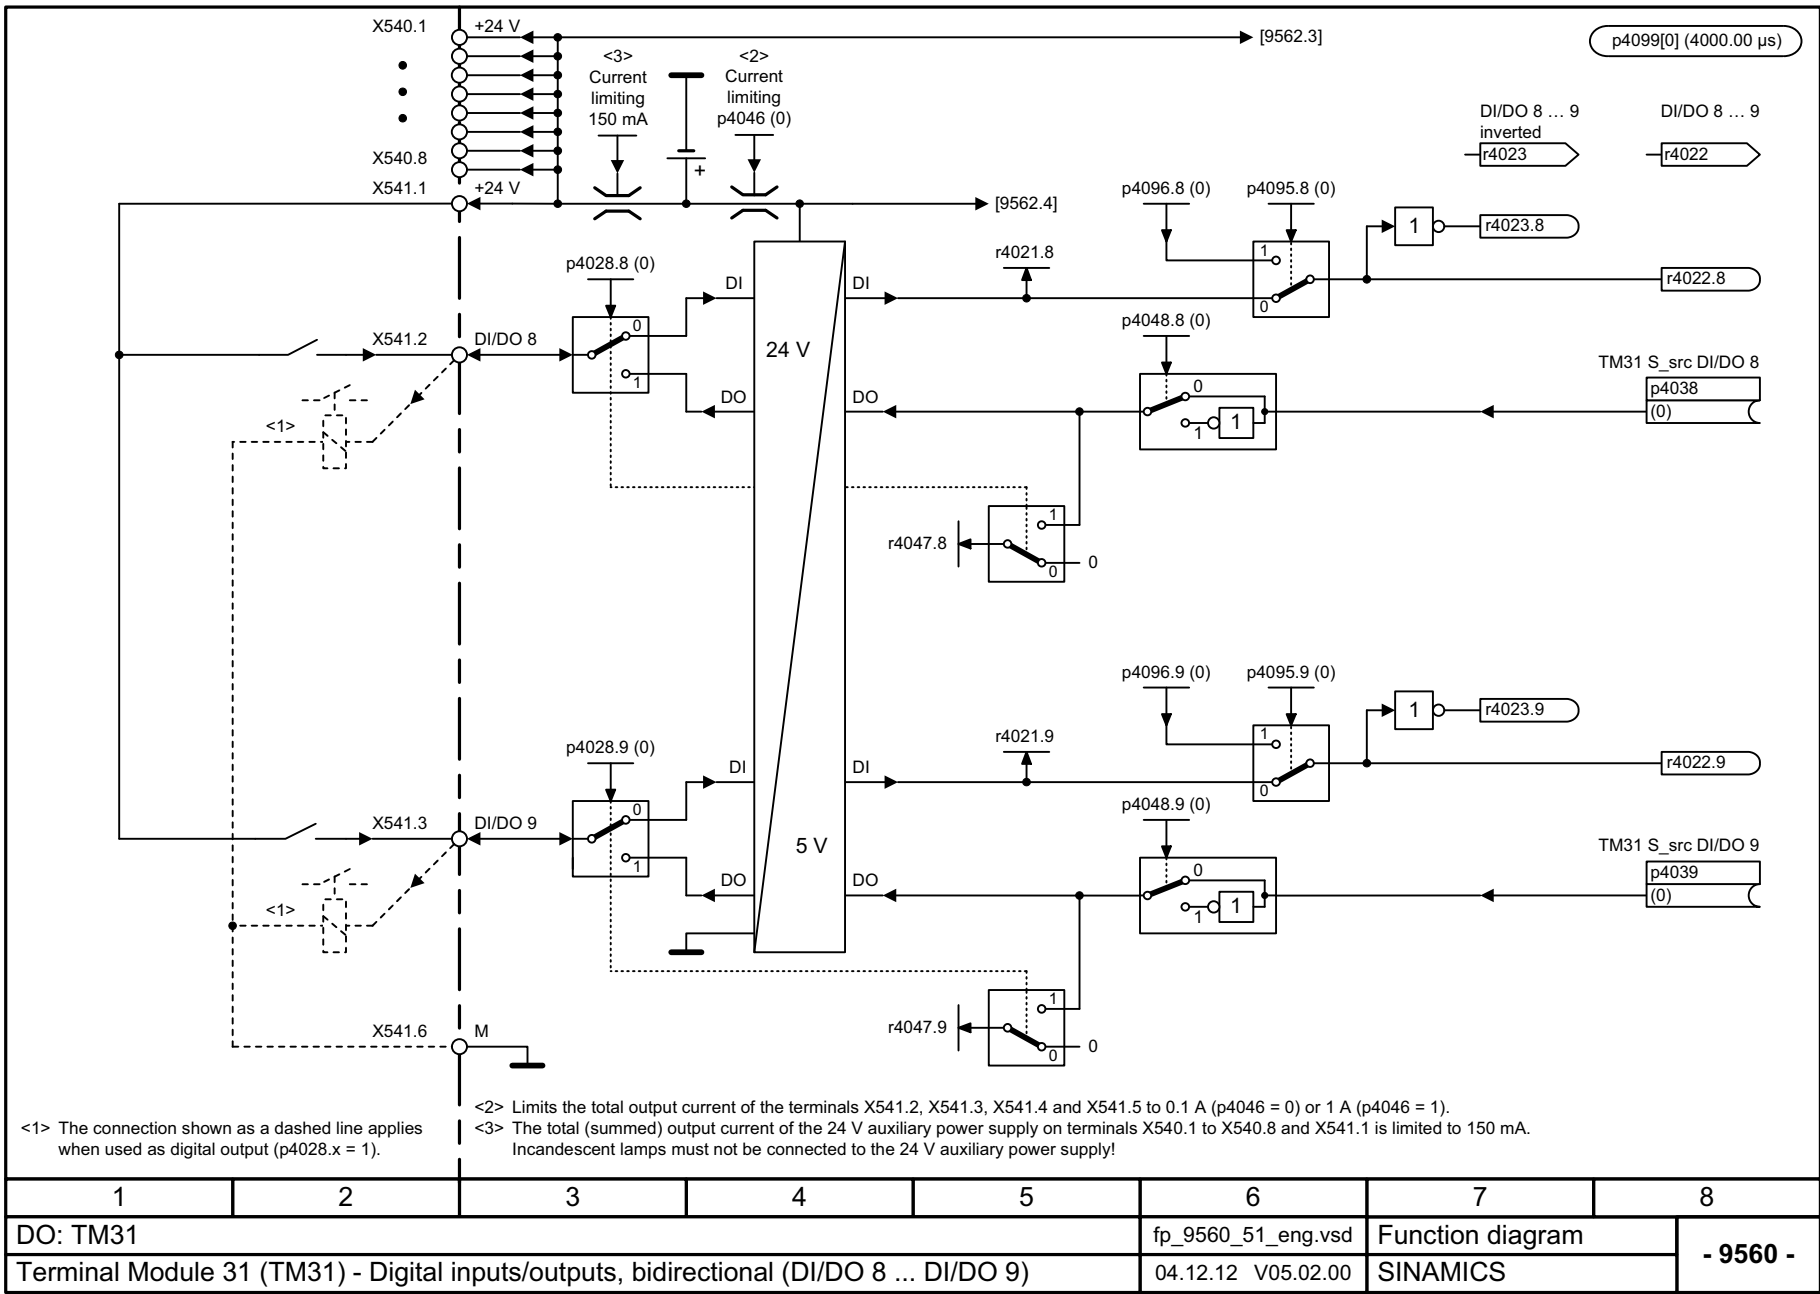 X540.1
+24 V
[9562.3]
p4099[0] (4000.00 µs)
<3>
Current
limiting
150 mA
<2>
Current
limiting
p4046 (0)
DI/DO 8 … 9
inverted
r4023
DI/DO 8 … 9
r4022
X540.8
+
X541.1
+24 V
[9562.4]
p4096.8 (0)
p4095.8 (0)
1
0
1
r4023.8
r4022.8
r4021.8
p4028.8 (0)
DI
DI
X541.2
DI/DO 8
0
1
24 V
DO
DO
p4048.8 (0)
0
1
1
TM31 S_src DI/DO 8
p4038
(0)
<1>
r4047.8
1
0
0
p4096.9 (0)
p4095.9 (0)
1
0
1
r4023.9
r4022.9
r4021.9
p4028.9 (0)
DI
DI
X541.3
DI/DO 9
0
1
5 V
DO
DO
p4048.9 (0)
0
1
1
TM31 S_src DI/DO 9
p4039
(0)
<1>
r4047.9
1
0
0
X541.6
M
<1> The connection shown as a dashed line applies
when used as digital output (p4028.x = 1).
<2> Limits the total output current of the terminals X541.2, X541.3, X541.4 and X541.5 to 0.1 A (p4046 = 0) or 1 A (p4046 = 1).
<3> The total (summed) output current of the 24 V auxiliary power supply on terminals X540.1 to X540.8 and X541.1 is limited to 150 mA.
Incandescent lamps must not be connected to the 24 V auxiliary power supply!
1 2 3 4 5 6 7 8
DO: TM31
fp_9560_51_eng.vsd
Function diagram
- 9560 -
Terminal Module 31 (TM31) - Digital inputs/outputs, bidirectional (DI/DO 8 ... DI/DO 9)
04.12.12 V05.02.00
SINAMICS